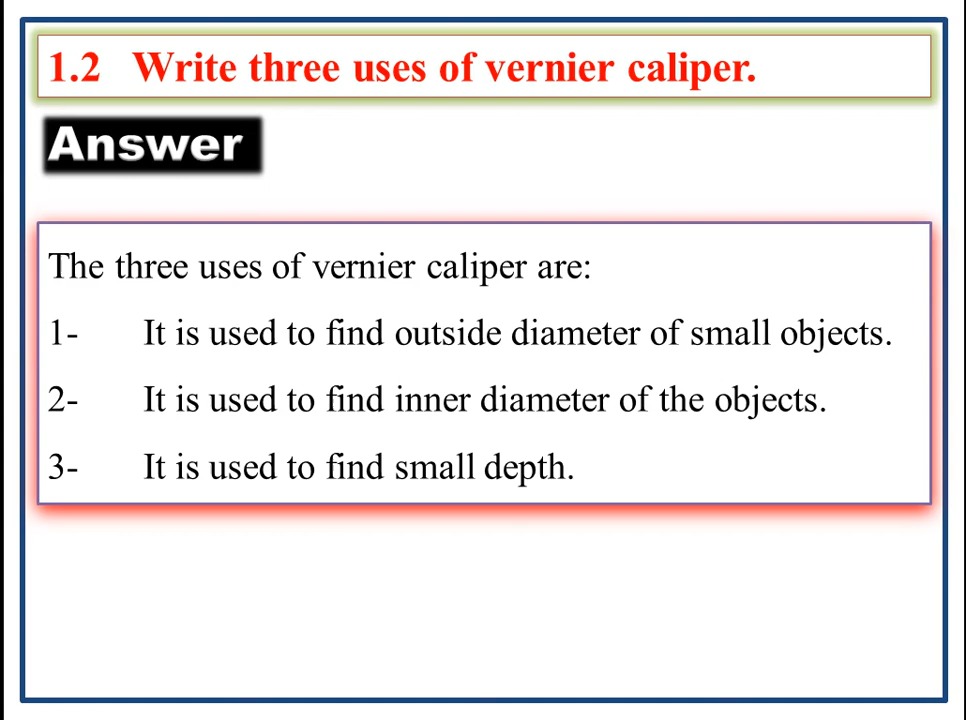 1.2 Write three uses of vernier caliper.
Answer
The three uses of vernier caliper are:
1- It is used to find outside diameter of small objects.
2- It is used to find inner diameter of the objects.
3- It is used to find small depth.